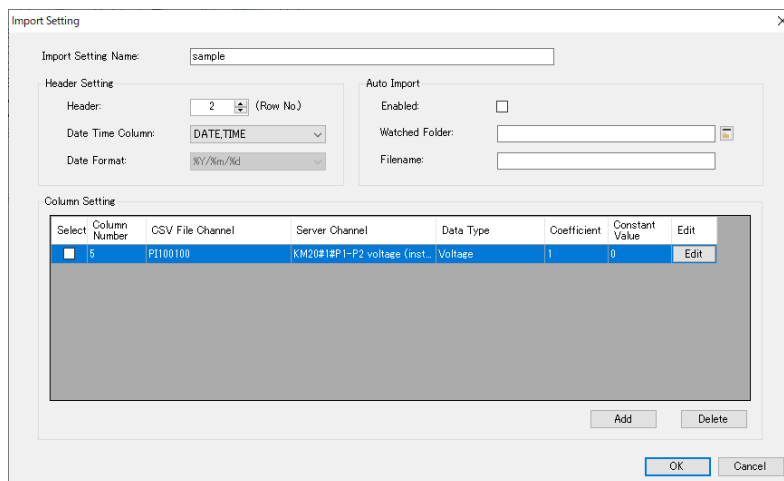 Import Setting
Import Setting Name: sample
Header Setting
Header: 2 (Row No.)
Date Time Column: DATE,TIME
Date Format: %Y/%m/%d
Auto Import
Enabled:
Watched Folder:
Filename:
Column Setting
Select Column Number CSV File Channel Server Channel Data Type Coefficient Constant Value Edit
5 PI100100 KM20#1#P1-P2 voltage (inst... Voltage 1 0 Edit
Add Delete
OK Cancel